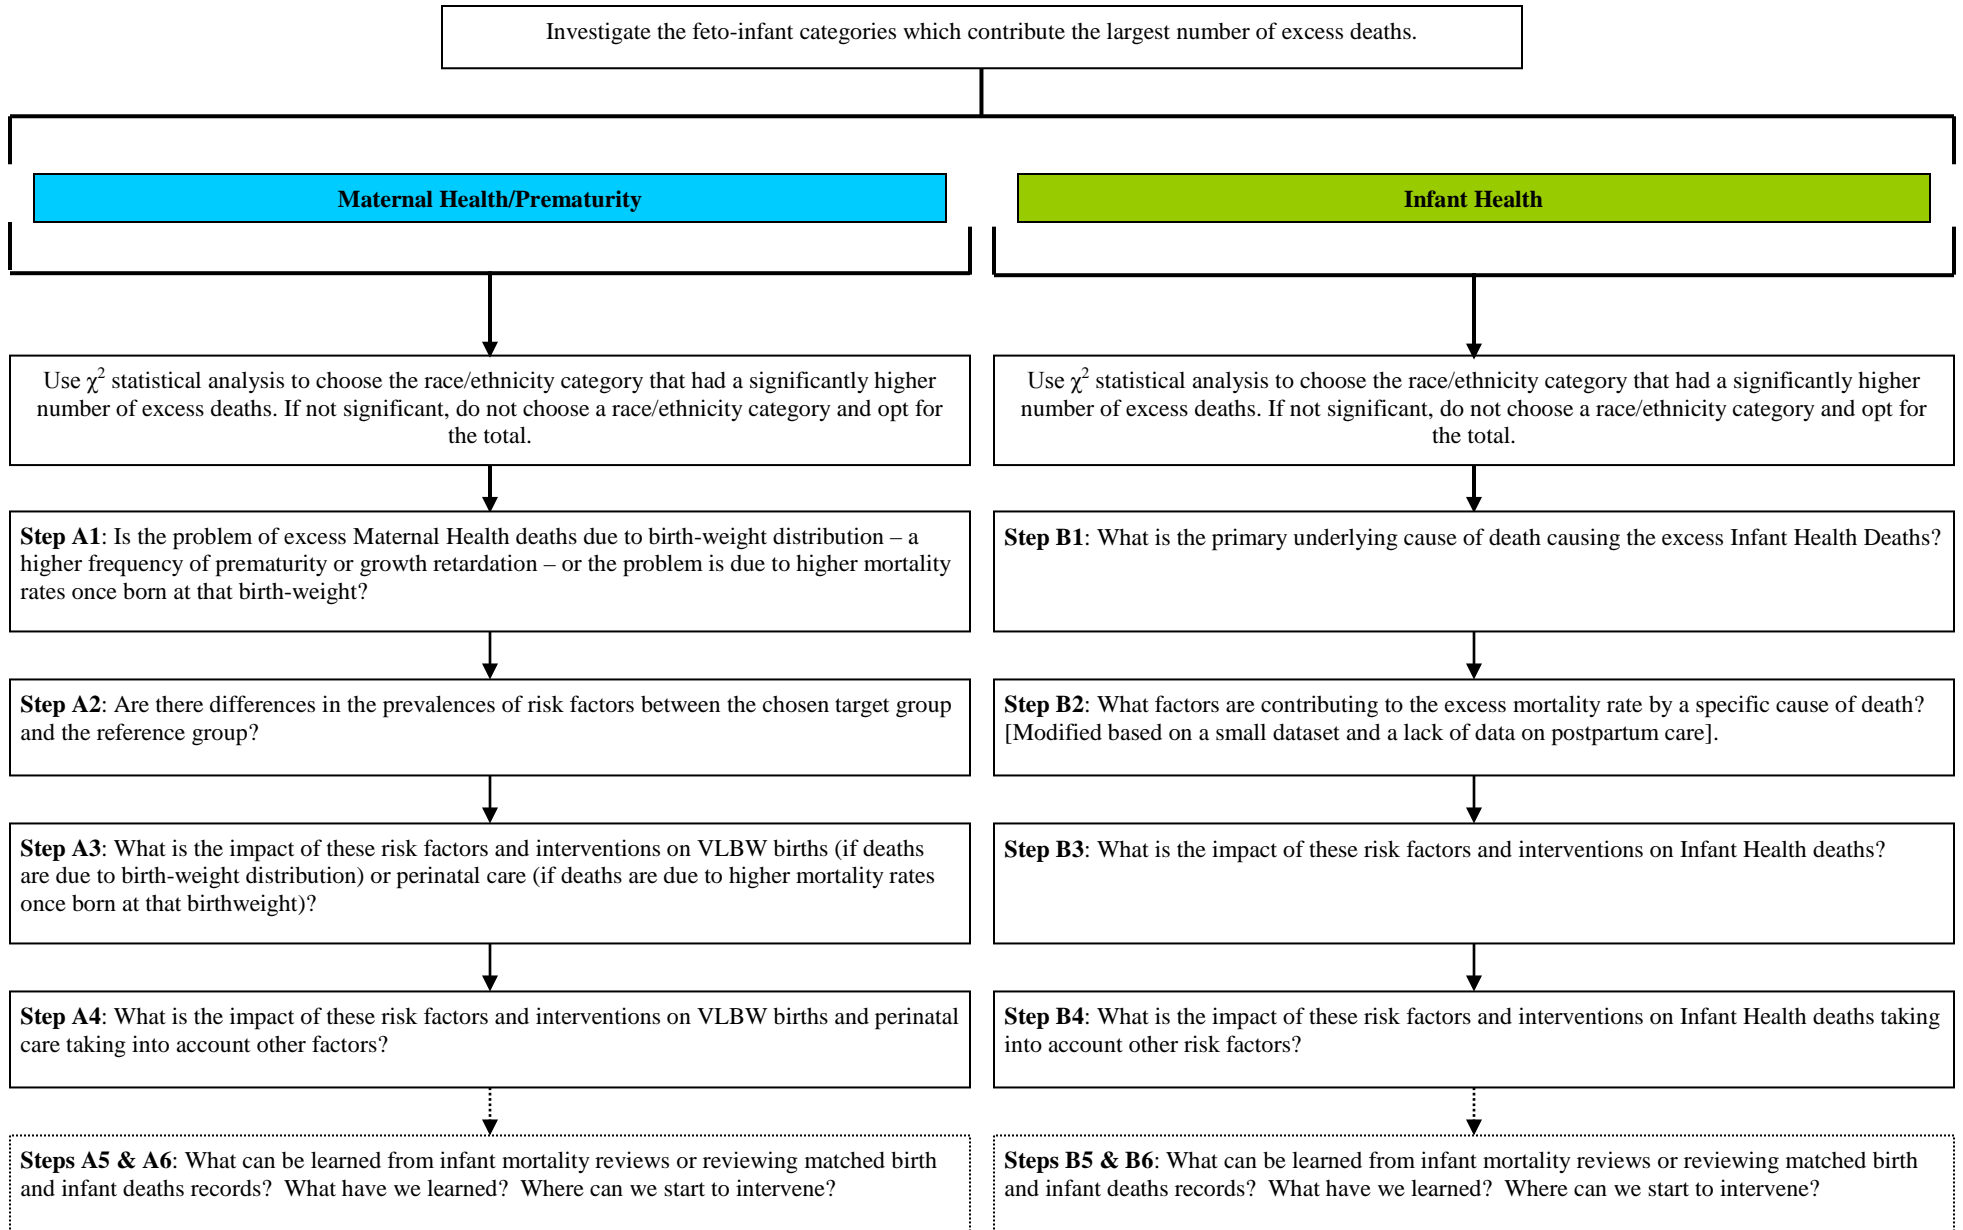 Investigate the feto-infant categories which contribute the largest number of excess deaths.
Maternal Health/Prematurity
Infant Health
Use χ² statistical analysis to choose the race/ethnicity category that had a significantly higher
number of excess deaths. If not significant, do not choose a race/ethnicity category and opt for
the total.
Use χ² statistical analysis to choose the race/ethnicity category that had a significantly higher
number of excess deaths. If not significant, do not choose a race/ethnicity category and opt for
the total.
Step A1: Is the problem of excess Maternal Health deaths due to birth-weight distribution – a
higher frequency of prematurity or growth retardation – or the problem is due to higher mortality
rates once born at that birth-weight?
Step B1: What is the primary underlying cause of death causing the excess Infant Health Deaths?
Step A2: Are there differences in the prevalences of risk factors between the chosen target group
and the reference group?
Step B2: What factors are contributing to the excess mortality rate by a specific cause of death?
[Modified based on a small dataset and a lack of data on postpartum care].
Step A3: What is the impact of these risk factors and interventions on VLBW births (if deaths
are due to birth-weight distribution) or perinatal care (if deaths are due to higher mortality rates
once born at that birthweight)?
Step B3: What is the impact of these risk factors and interventions on Infant Health deaths?
Step A4: What is the impact of these risk factors and interventions on VLBW births and perinatal
care taking into account other factors?
Step B4: What is the impact of these risk factors and interventions on Infant Health deaths taking
into account other risk factors?
Steps A5 & A6: What can be learned from infant mortality reviews or reviewing matched birth
and infant deaths records?  What have we learned?  Where can we start to intervene?
Steps B5 & B6: What can be learned from infant mortality reviews or reviewing matched birth
and infant deaths records?  What have we learned?  Where can we start to intervene?